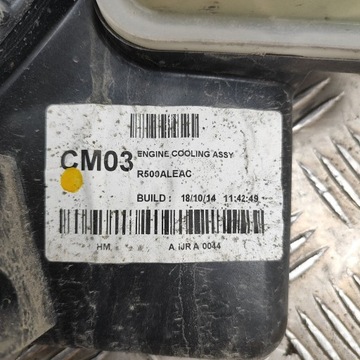 CM03
ENGINE COOLING ASSY
R500ALEAC
BUILD : 18/10/14 11:42:49
HM A IJR A 0044